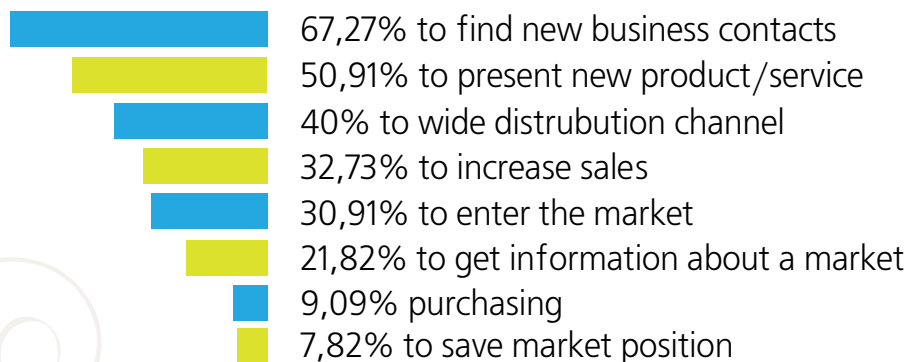 67,27% to find new business contacts
50,91% to present new product/service
40% to wide distrubution channel
32,73% to increase sales
30,91% to enter the market
21,82% to get information about a market
9,09% purchasing
7,82% to save market position